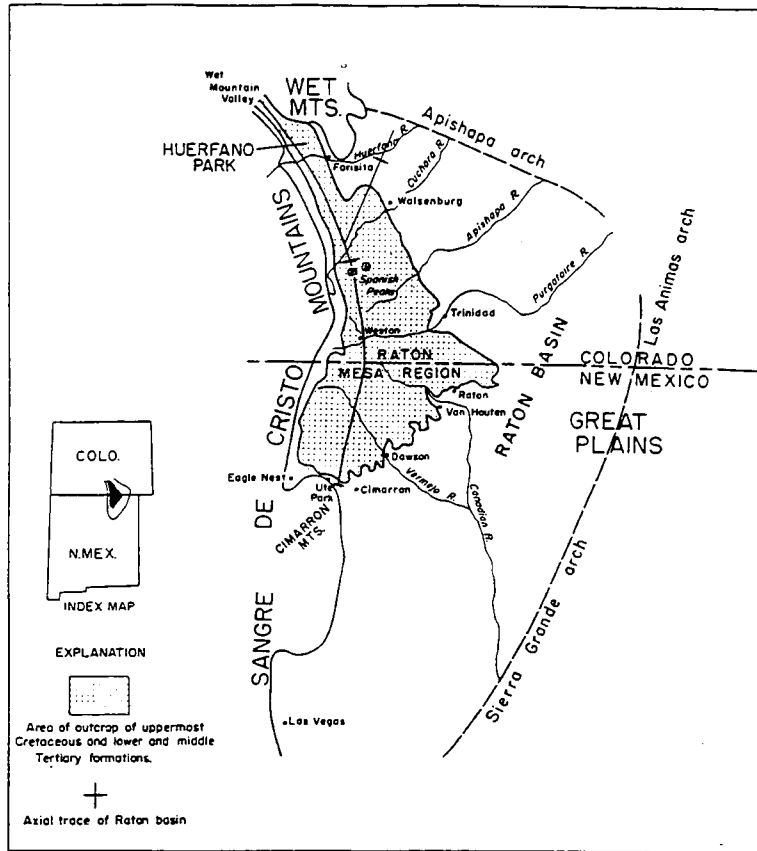 Wet
Mountain
Valley
WET
MTS.
HUERFANO
PARK
Farisita
Huerfano R.
Cuchara R.
Apishapa arch
Walsenburg
Apishapa R.
Purgatoire R.
MOUNTAINS
Spanish
Peaks
Trinidad
Weston
RATON
MESA REGION
RATON BASIN
Las Animas arch
COLORADO
NEW MEXICO
Raton
Van Houten
GREAT
PLAINS
CRISTO
Dawson
Eagle Nest
Ute
Park
Cimarron
Vermejo R.
Canadian R.
CIMARRON
MTS.
DE
SANGRE
Sierra Grande arch
Las Vegas
COLO.
N.MEX.
INDEX MAP
EXPLANATION
Area of outcrop of uppermost
Cretaceous and lower and middle
Tertiary formations.
Axial trace of Raton basin